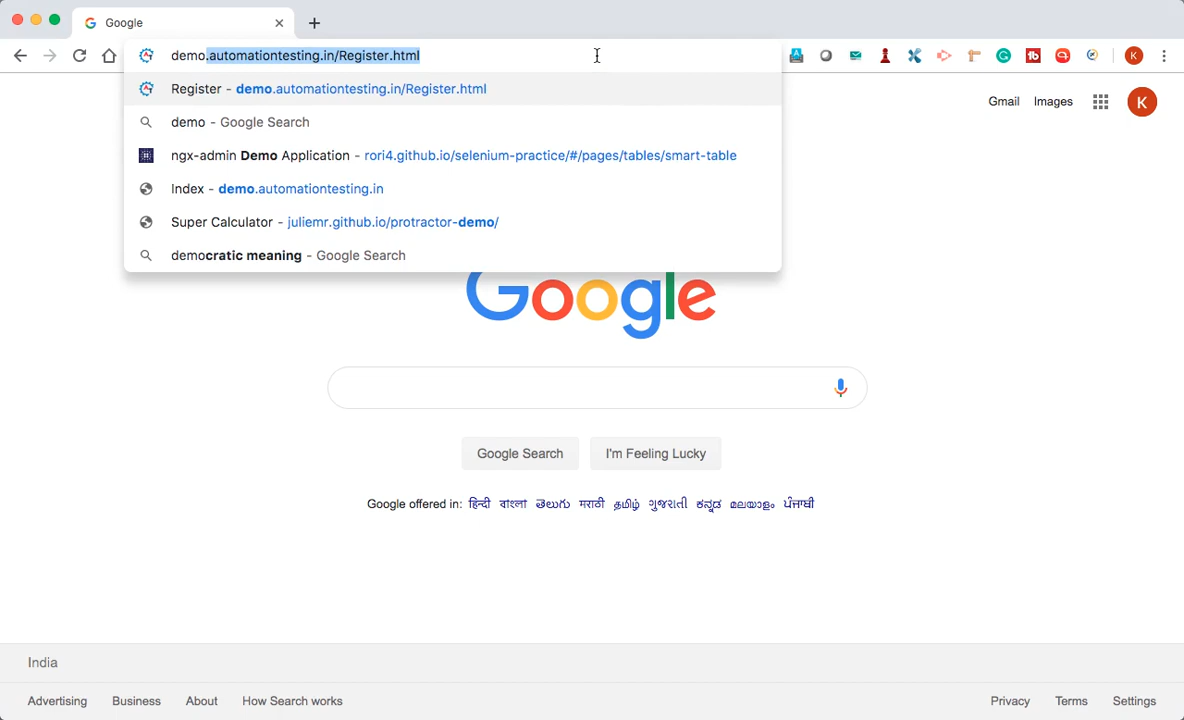 Google
demo.automationtesting.in/Register.html
Register - demo.automationtesting.in/Register.html
demo - Google Search
ngx-admin Demo Application - rori4.github.io/selenium-practice/#/pages/tables/smart-table
Index - demo.automationtesting.in
Super Calculator - juliemr.github.io/protractor-demo/
democratic meaning - Google Search
K
Gmail Images K
Google
Google Search I'm Feeling Lucky
Google offered in: हिन्दी বাংলা తెలుగు मराठी தமிழ் ગુજરાતી ಕನ್ನಡ മലയാളം ਪੰਜਾਬੀ
India
Advertising Business About How Search works Privacy Terms Settings